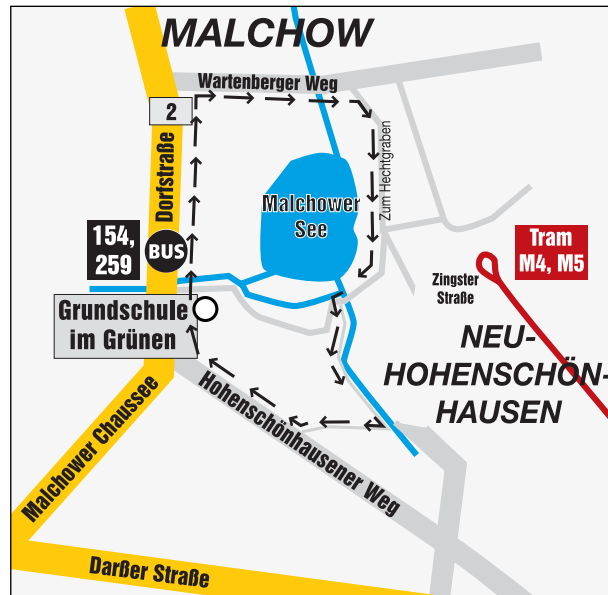 MALCHOW
Wartenberger Weg
2
Dorfstraße
Zum Hechtgraben
Malchower
See
154,
259
BUS
Tram
M4, M5
Zingster
Straße
Grundschule
im Grünen
NEU-
HOHENSCHÖN-
HAUSEN
Hohenschönhausener Weg
Malchower Chaussee
Darßer Straße